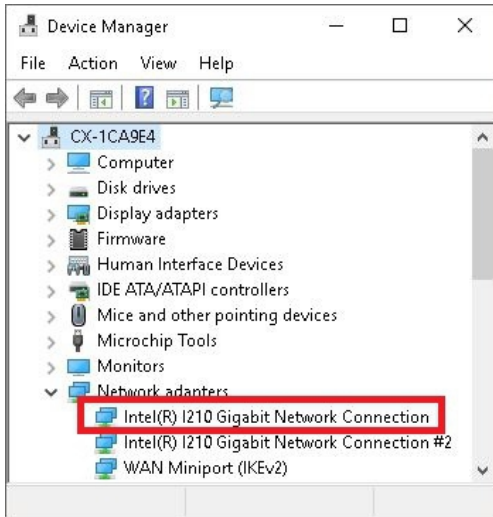 Device Manager
File Action View Help
CX-1CA9E4
Computer
Disk drives
Display adapters
Firmware
Human Interface Devices
IDE ATA/ATAPI controllers
Mice and other pointing devices
Microchip Tools
Monitors
Network adapters
Intel(R) I210 Gigabit Network Connection
Intel(R) I210 Gigabit Network Connection #2
WAN Miniport (IKEv2)